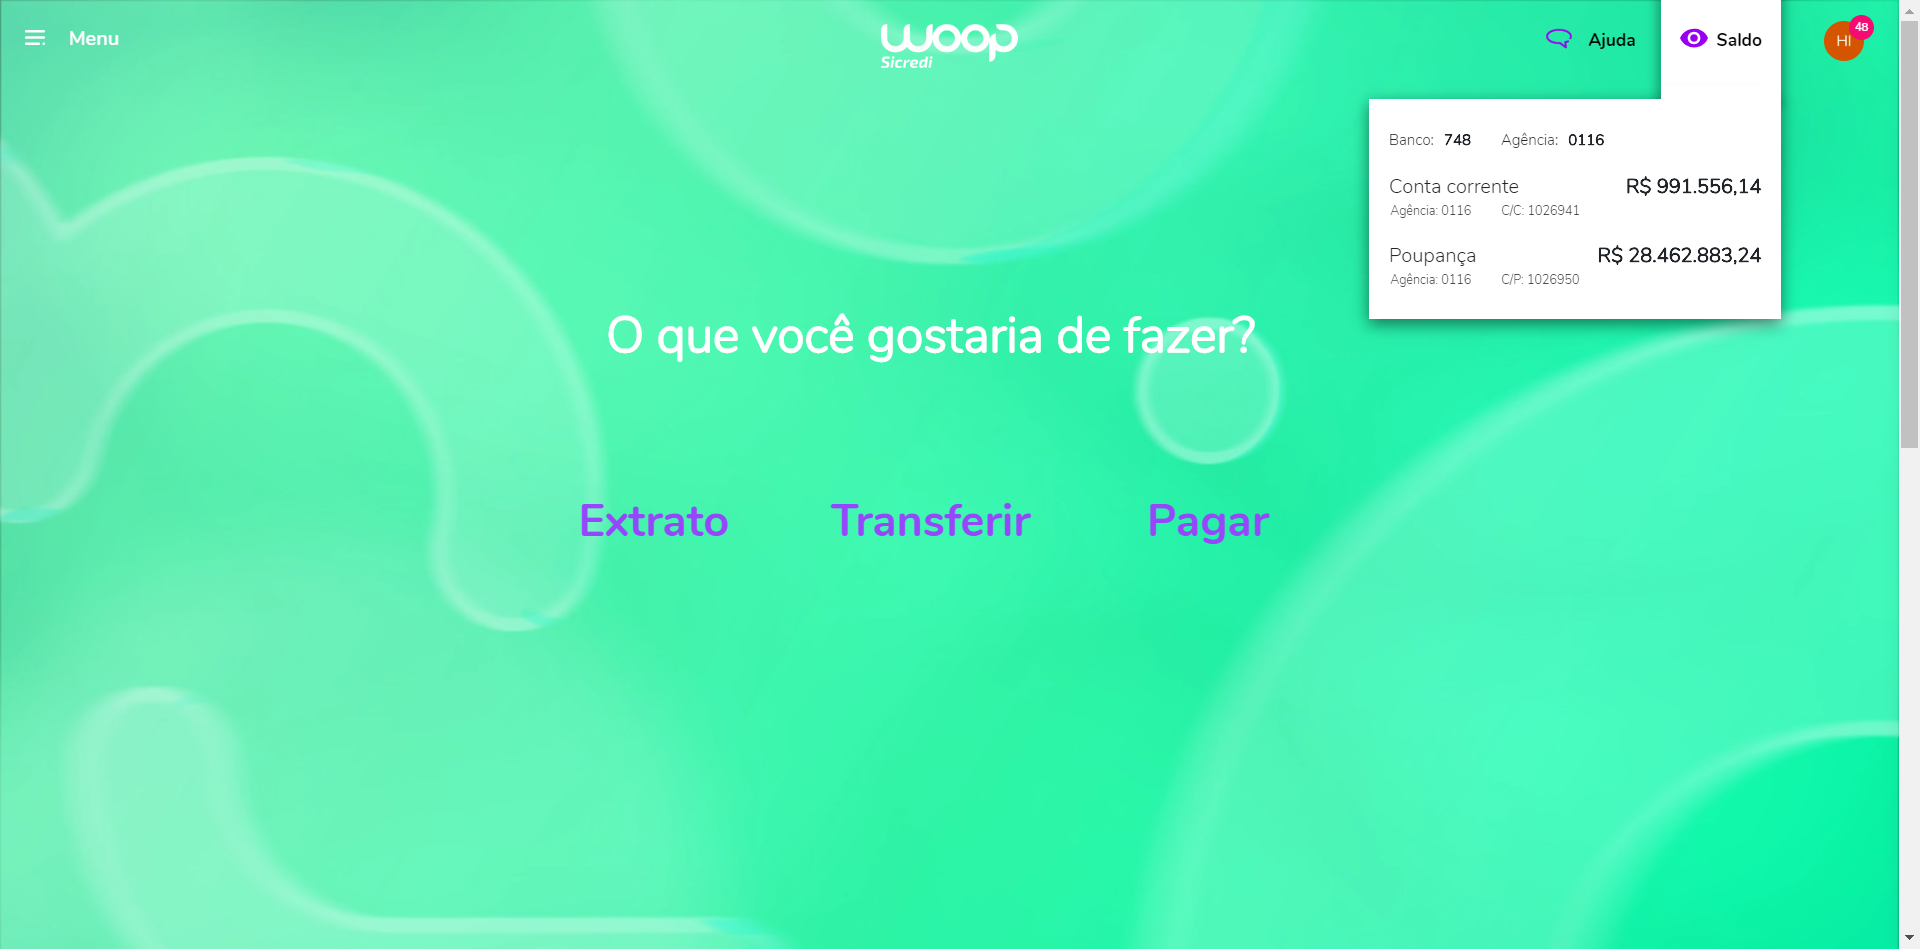 Menu
woop
Sicredi
Ajuda
Saldo
HI
48
Banco: 748 Agência: 0116
Conta corrente R$ 991.556,14
Agência: 0116 C/C: 1026941
Poupança R$ 28.462.883,24
Agência: 0116 C/P: 1026950
O que você gostaria de fazer?
Extrato Transferir Pagar